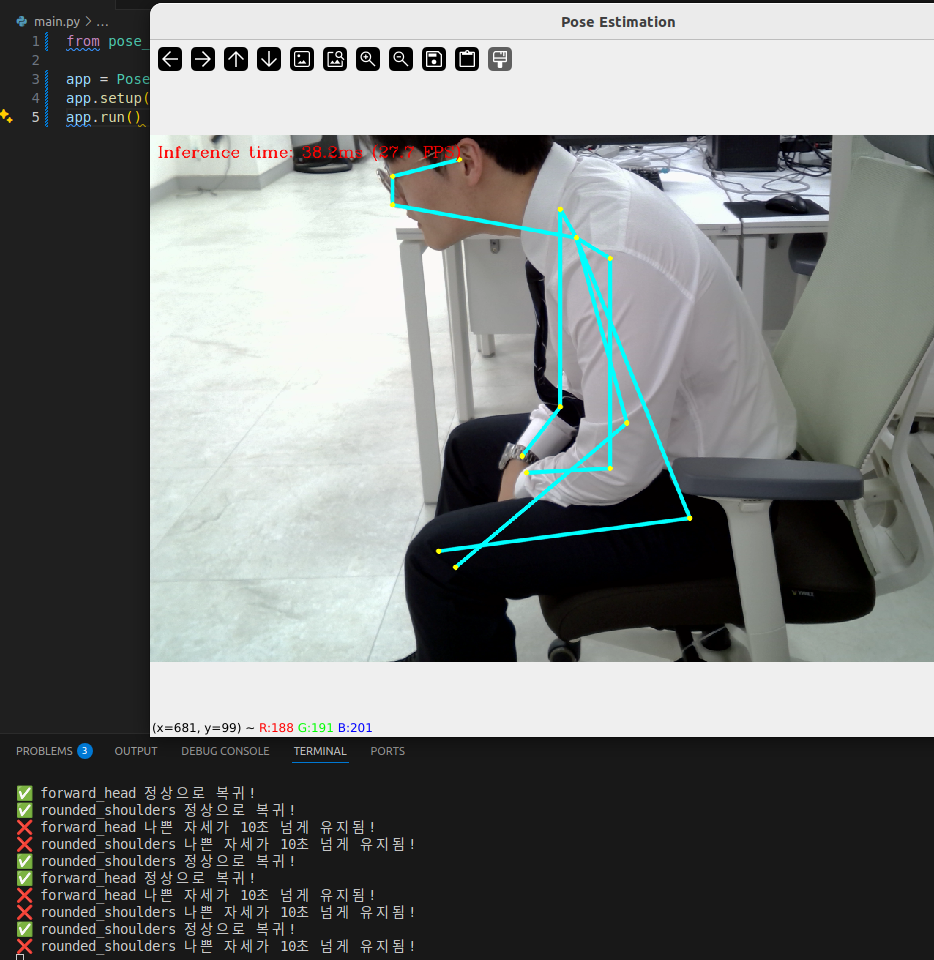 main.py > ...
1 from pose_
2
3 app = Pose
4 app.setup(
5 app.run()
Pose Estimation
Inference time: 38.2ms (27.7 FPS)
(x=681, y=99) ~ R:188 G:191 B:201
PROBLEMS 3 OUTPUT DEBUG CONSOLE TERMINAL PORTS
✅ forward_head 정상으로 복귀!
✅ rounded_shoulders 정상으로 복귀!
❌ forward_head 나쁜 자세가 10초 넘게 유지됨!
❌ rounded_shoulders 나쁜 자세가 10초 넘게 유지됨!
✅ rounded_shoulders 정상으로 복귀!
✅ forward_head 정상으로 복귀!
❌ forward_head 나쁜 자세가 10초 넘게 유지됨!
❌ rounded_shoulders 나쁜 자세가 10초 넘게 유지됨!
✅ rounded_shoulders 정상으로 복귀!
❌ rounded_shoulders 나쁜 자세가 10초 넘게 유지됨!